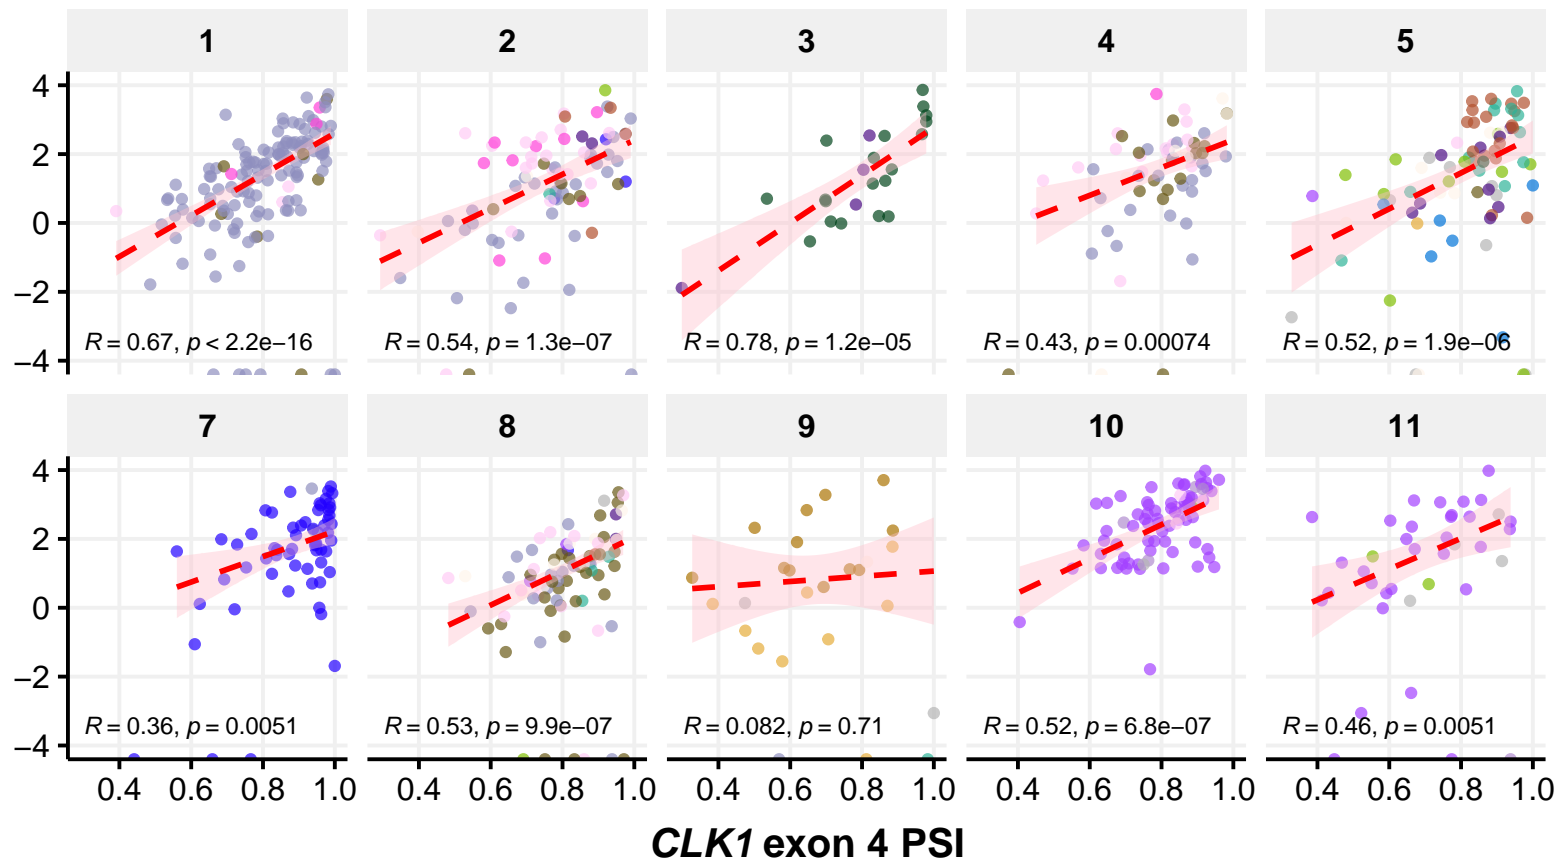 1 2 3 4 5
4
2
0
−2
−4
R = 0.67, p < 2.2e−16 R = 0.54, p = 1.3e−07 R = 0.78, p = 1.2e−05 R = 0.43, p = 0.00074 R = 0.52, p = 1.9e−06
7 8 9 10 11
4
2
0
−2
−4
R = 0.36, p = 0.0051 R = 0.53, p = 9.9e−07 R = 0.082, p = 0.71 R = 0.52, p = 6.8e−07 R = 0.46, p = 0.0051
0.4 0.6 0.8 1.0 0.4 0.6 0.8 1.0 0.4 0.6 0.8 1.0 0.4 0.6 0.8 1.0 0.4 0.6 0.8 1.0
CLK1 exon 4 PSI